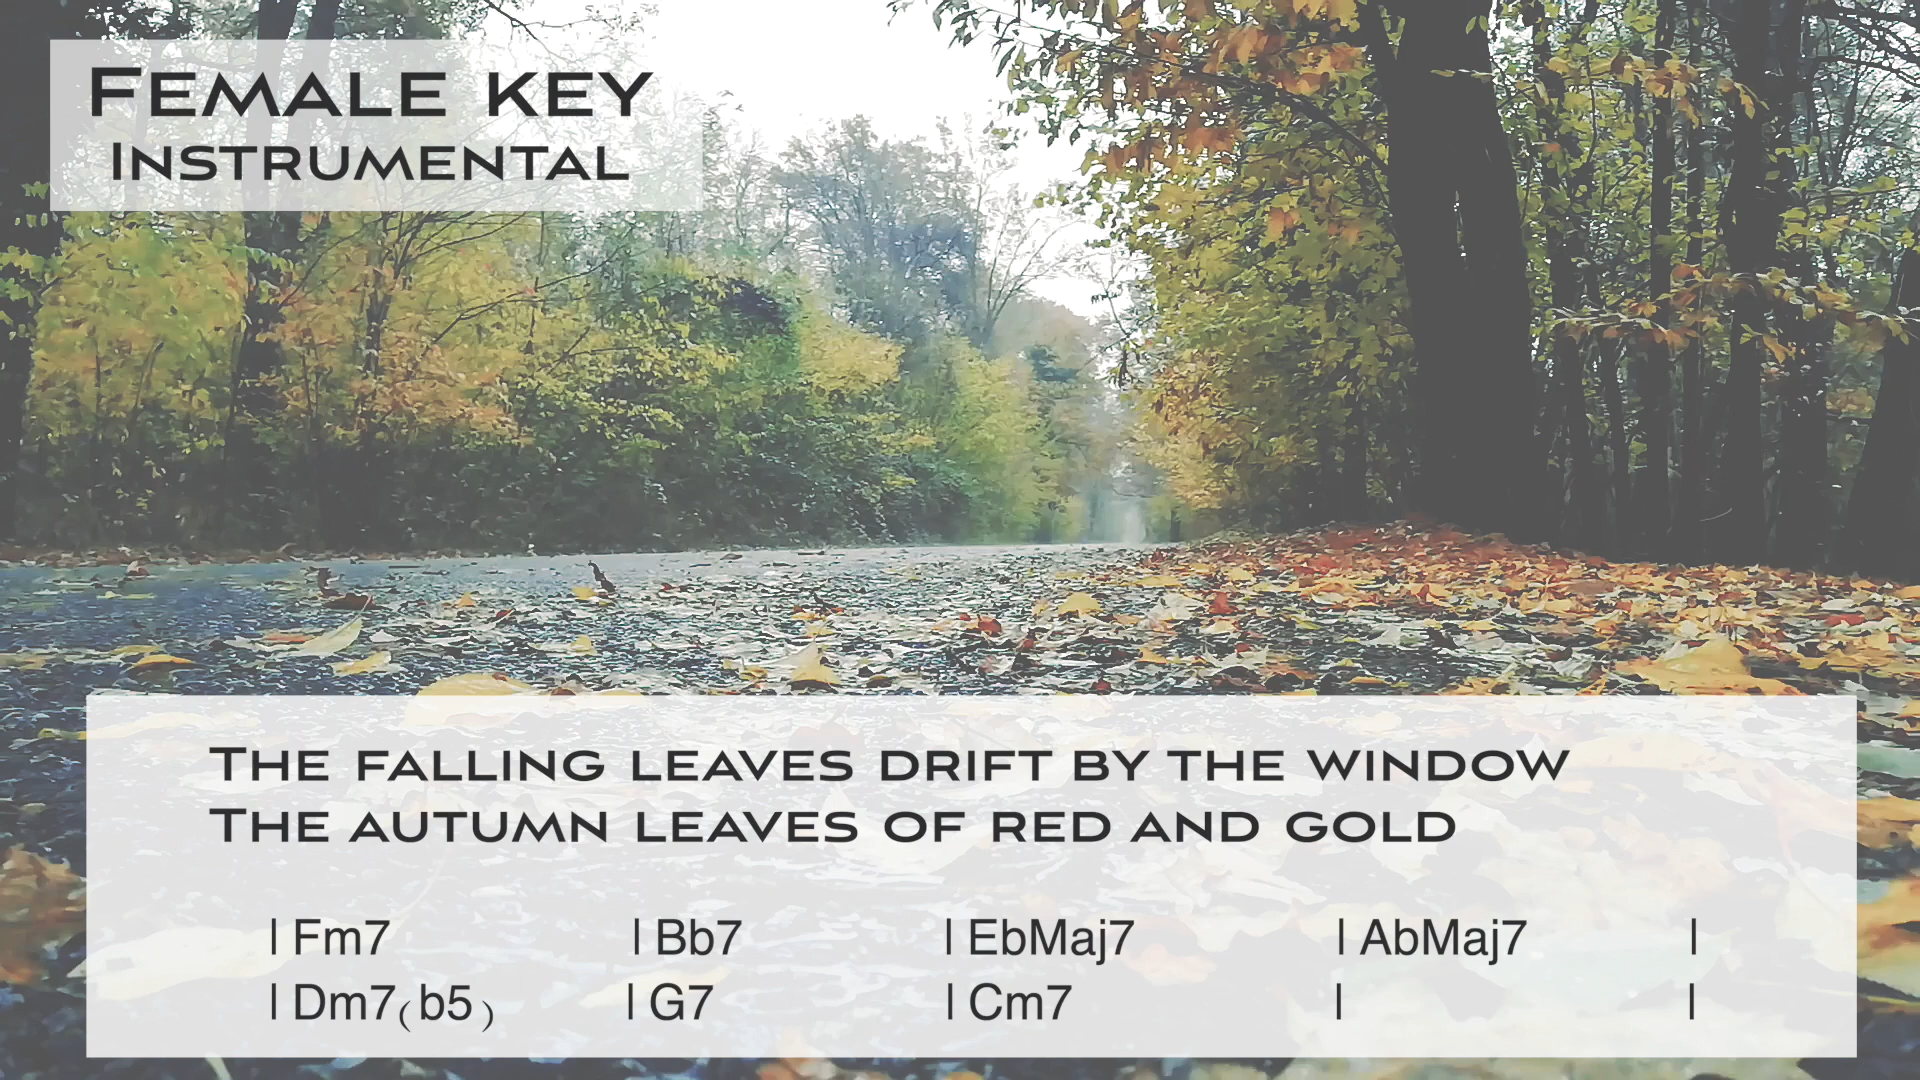 Female key
Instrumental
The falling leaves drift by the window
The autumn leaves of red and gold
| Fm7 | Bb7 | EbMaj7 | AbMaj7 |
| Dm7(b5) | G7 | Cm7 | |